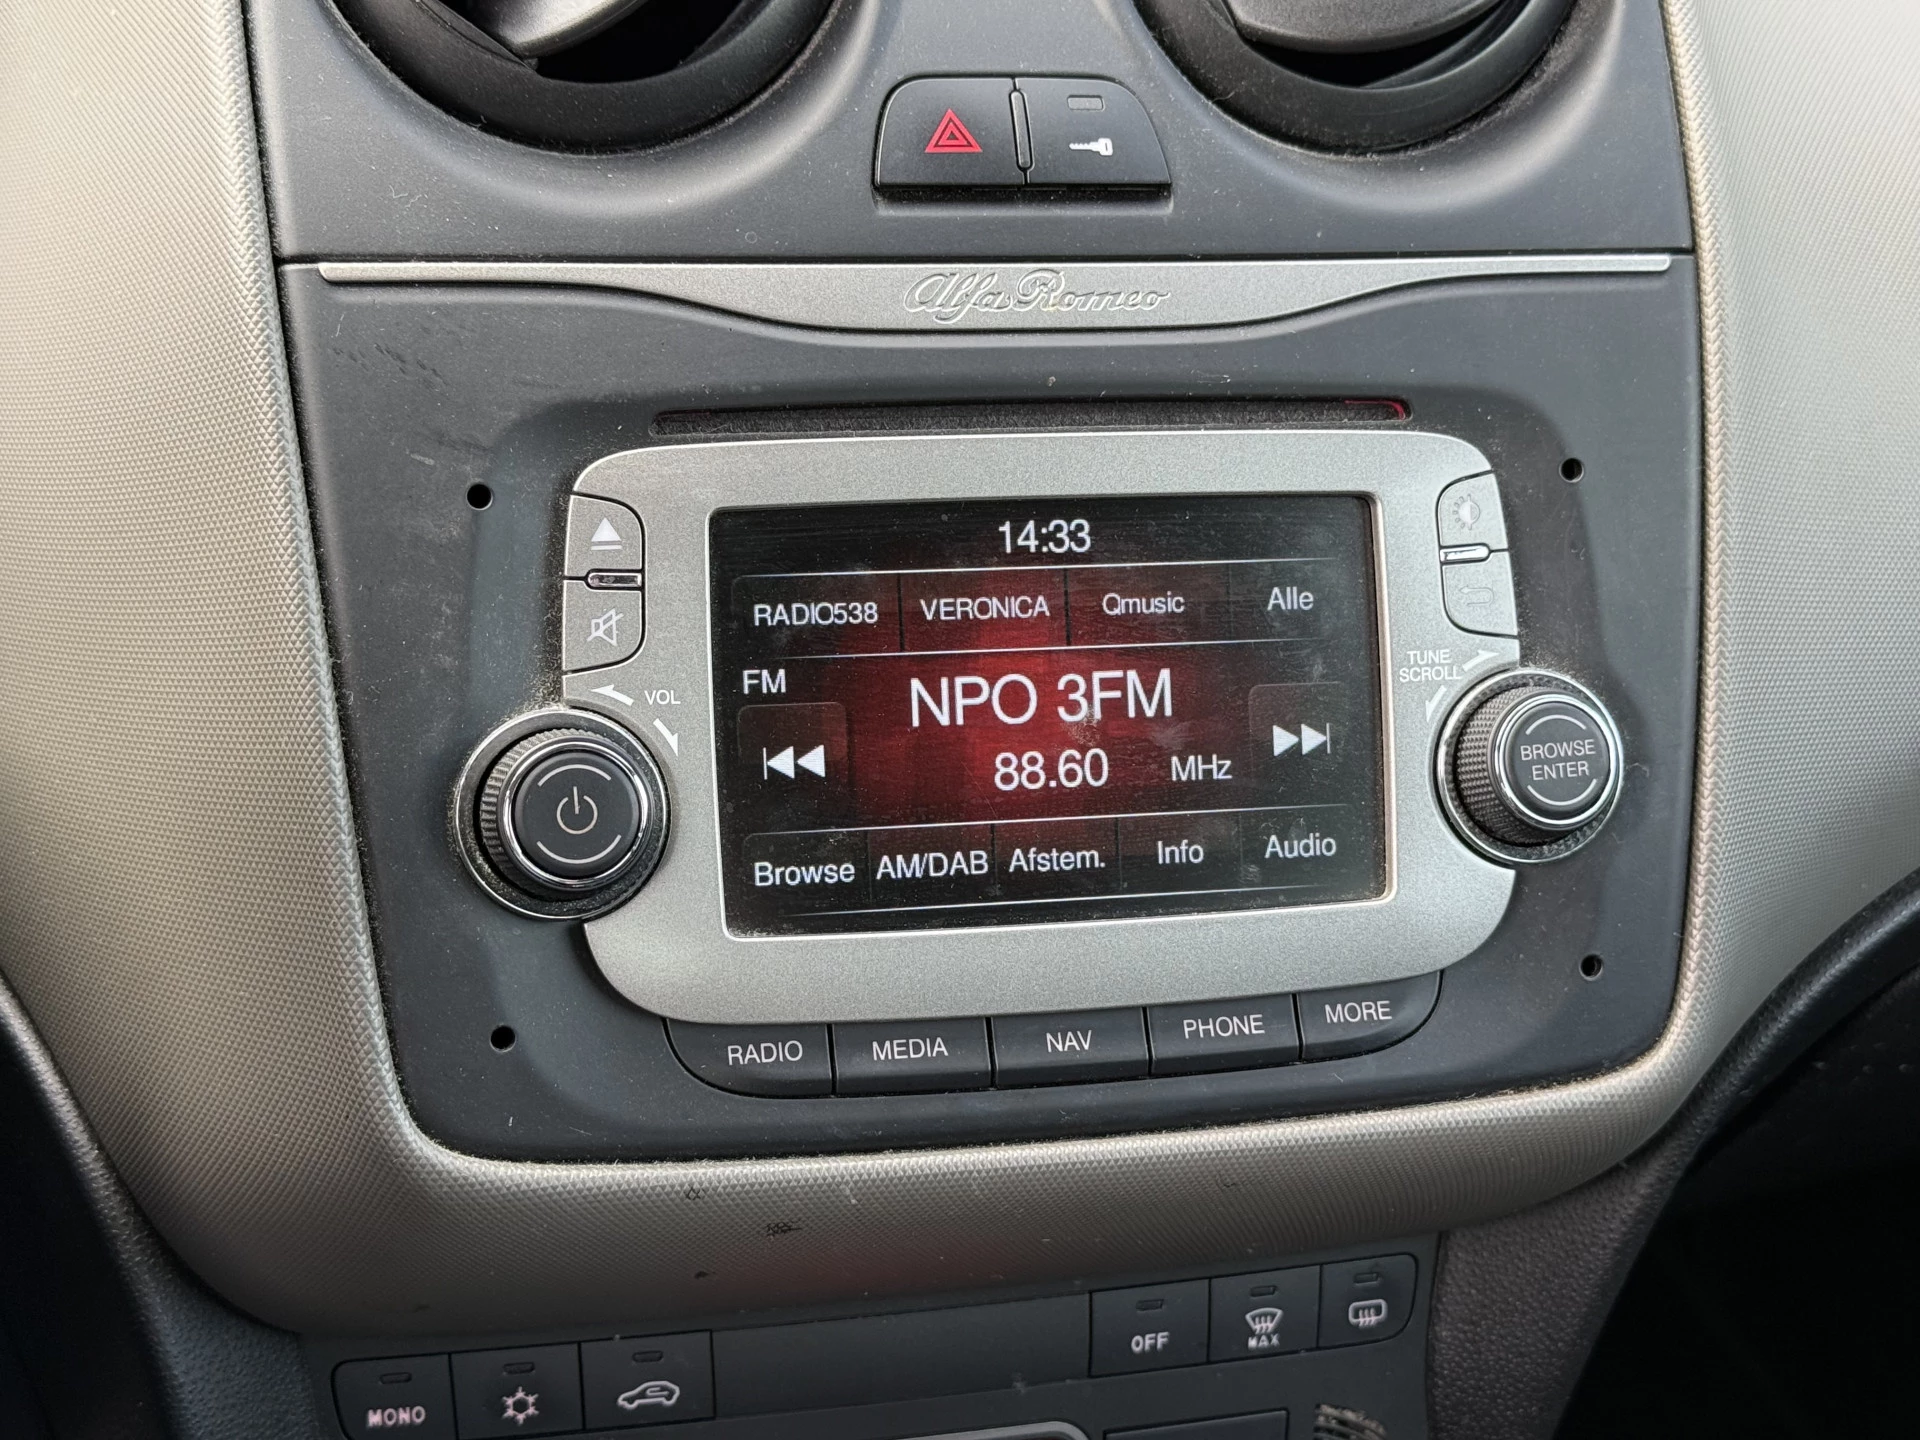 Alfa Romeo
14:33
RADIO538 VERONICA Qmusic Alle
FM
NPO 3FM
88.60 MHz
Browse AM/DAB Afstem. Info Audio
VOL
TUNE
SCROLL
BROWSE
ENTER
RADIO MEDIA NAV PHONE MORE
MONO
OFF
MAX